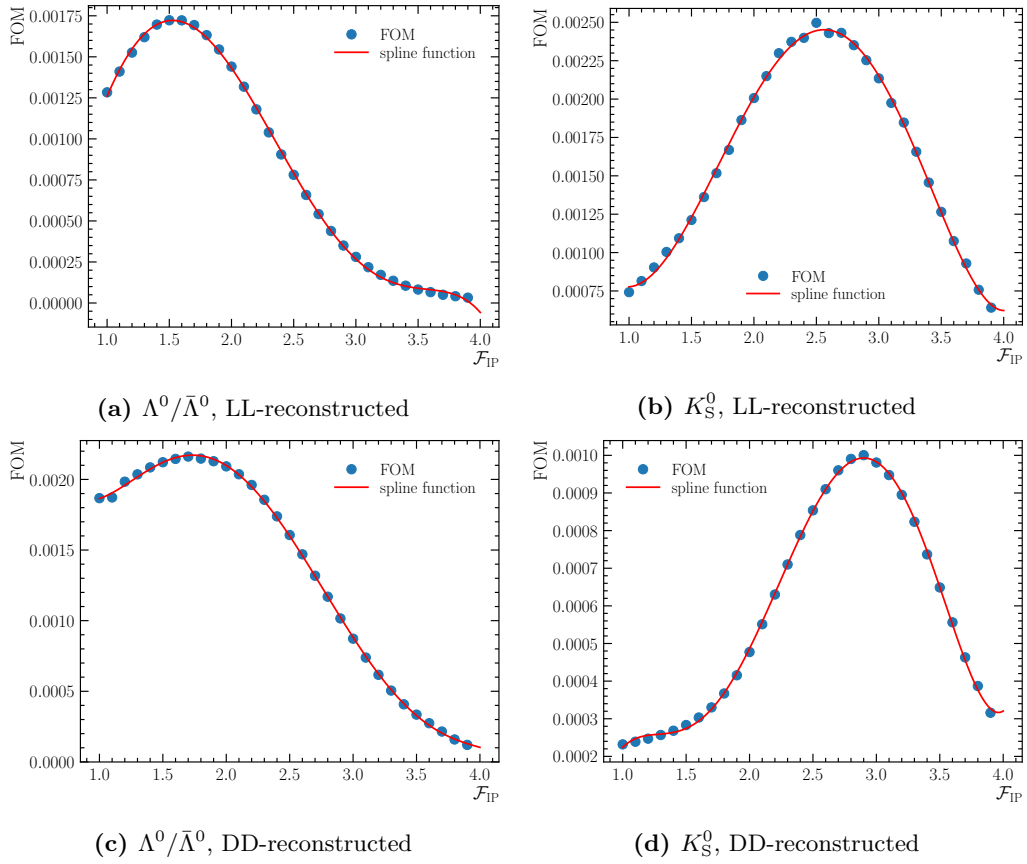 FOM
0.00175
0.00150
0.00125
0.00100
0.00075
0.00050
0.00025
0.00000
FOM
spline function
1.0 1.5 2.0 2.5 3.0 3.5 4.0
𝓕IP
(a) Λ⁰/Λ̄⁰, LL-reconstructed
FOM
0.00250
0.00225
0.00200
0.00175
0.00150
0.00125
0.00100
0.00075
FOM
spline function
1.0 1.5 2.0 2.5 3.0 3.5 4.0
𝓕IP
(b) K⁰S, LL-reconstructed
FOM
0.0020
0.0015
0.0010
0.0005
0.0000
FOM
spline function
1.0 1.5 2.0 2.5 3.0 3.5 4.0
𝓕IP
(c) Λ⁰/Λ̄⁰, DD-reconstructed
FOM
0.0010
0.0009
0.0008
0.0007
0.0006
0.0005
0.0004
0.0003
0.0002
FOM
spline function
1.0 1.5 2.0 2.5 3.0 3.5 4.0
𝓕IP
(d) K⁰S, DD-reconstructed